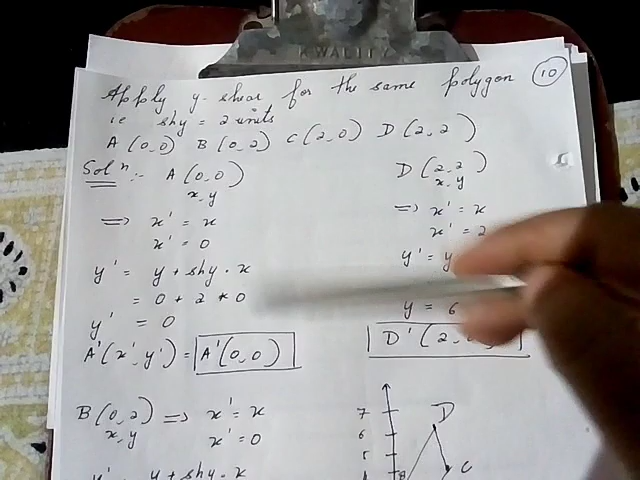 KWALITY
Apply y-shear for the same polygon 10
ie shy = 2 units
A (0,0) B (0,2) C (2,0) D (2,2)
Solⁿ :- A (0,0)
x, y
=> x' = x
x' = 0
y' = y + shy . x
= 0 + 2 * 0
y' = 0
A'(x', y') = A'(0,0)
B (0,2) => x' = x
x, y x' = 0
y' = y + shy . x
D (2,2)
x, y
=> x' = x
x' = 2
y' = y
y = 6
D' (2,
7 D
6
5
4 B C